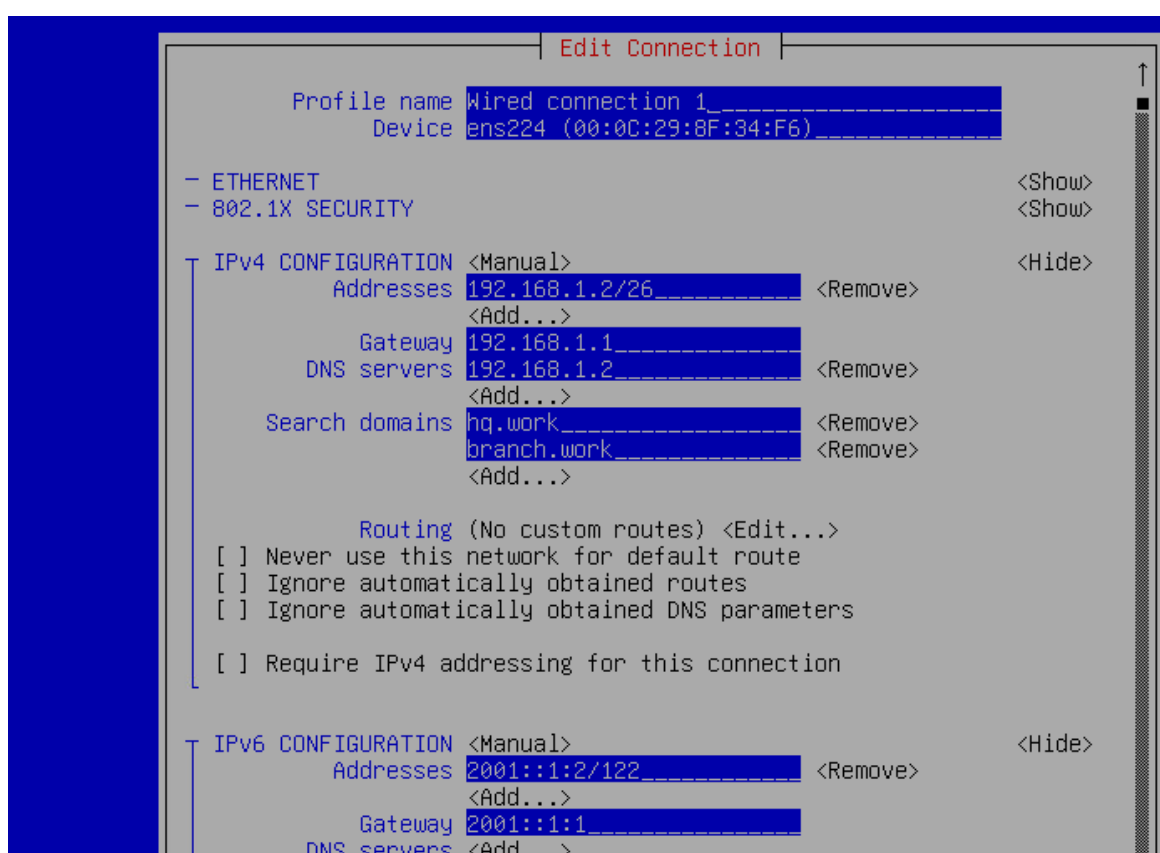 Edit Connection
Profile name Wired connection 1_
Device ens224 (00:0C:29:8F:34:F6)
ETHERNET <Show>
802.1X SECURITY <Show>
IPv4 CONFIGURATION <Manual> <Hide>
Addresses 192.168.1.2/26 <Remove>
<Add...>
Gateway 192.168.1.1
DNS servers 192.168.1.2 <Remove>
<Add...>
Search domains hq.work <Remove>
branch.work <Remove>
<Add...>
Routing (No custom routes) <Edit...>
[ ] Never use this network for default route
[ ] Ignore automatically obtained routes
[ ] Ignore automatically obtained DNS parameters
[ ] Require IPv4 addressing for this connection
IPv6 CONFIGURATION <Manual> <Hide>
Addresses 2001::1:2/122 <Remove>
<Add...>
Gateway 2001::1:1
DNS servers <Add...>